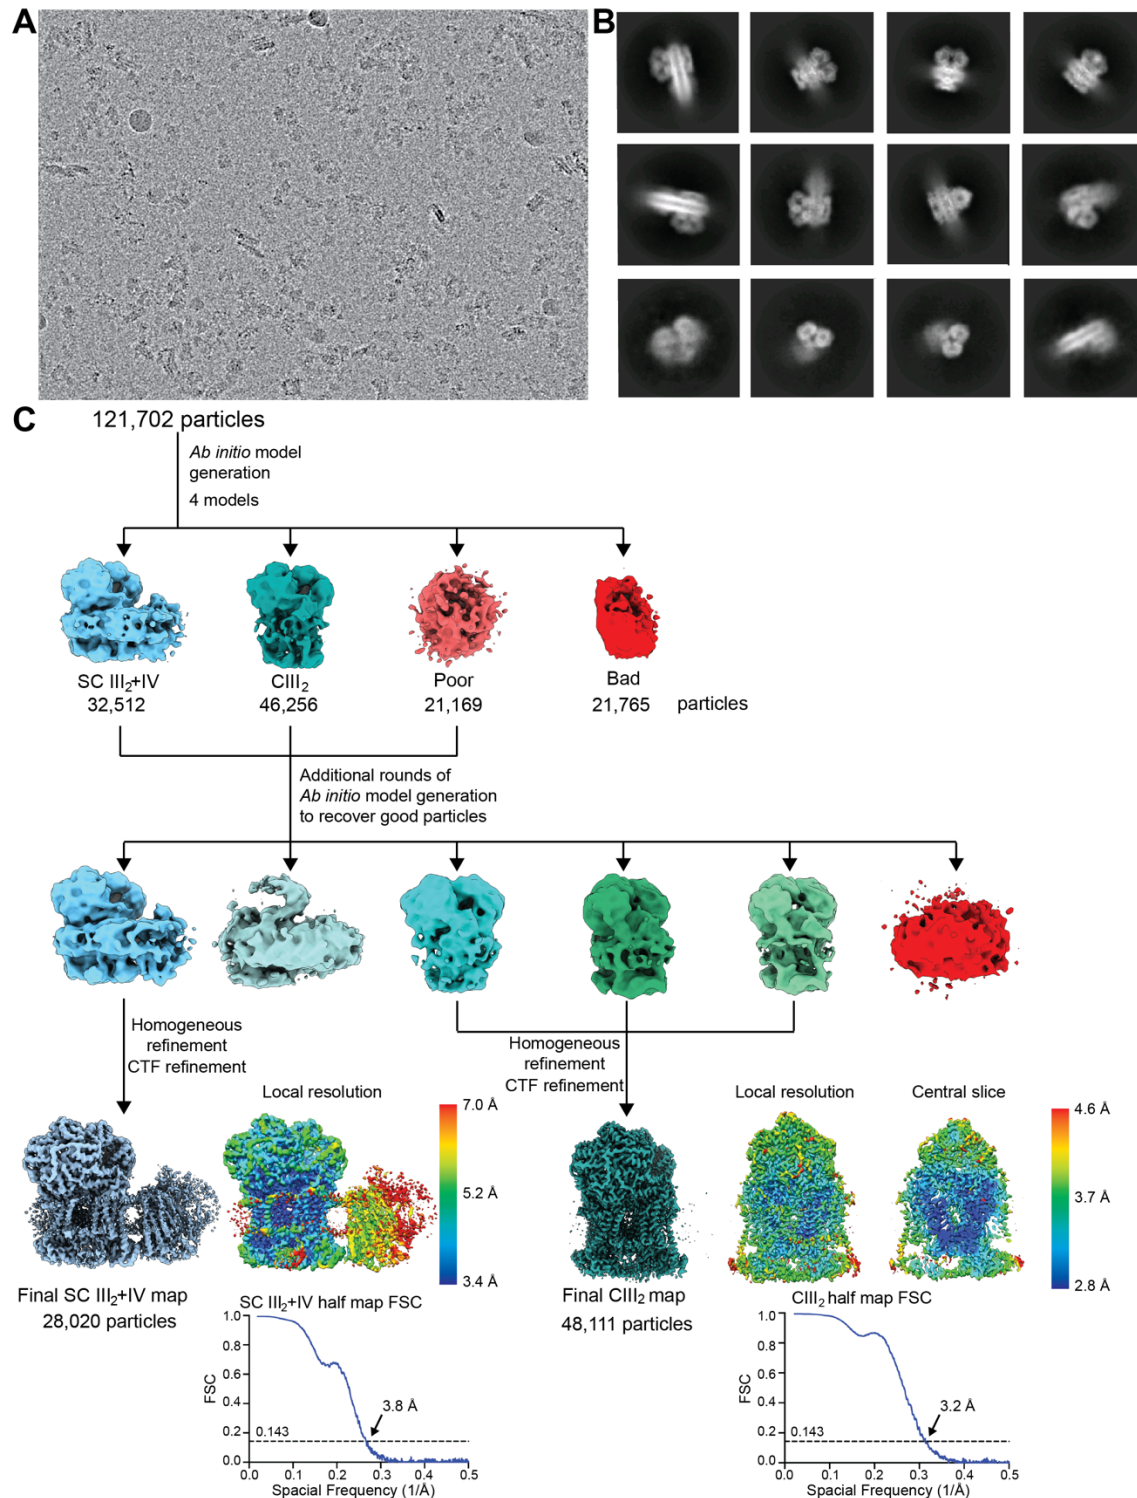 A
B
C
121,702 particles
Ab initio model
generation
4 models
SC III₂+IV
32,512
CIII₂
46,256
Poor
21,169
Bad
21,765
particles
Additional rounds of
Ab initio model generation
to recover good particles
Homogeneous
refinement
CTF refinement
Homogeneous
refinement
CTF refinement
Local resolution
7.0 Å
5.2 Å
3.4 Å
Local resolution
Central slice
4.6 Å
3.7 Å
2.8 Å
Final SC III₂+IV map
28,020 particles
SC III₂+IV half map FSC
1.0
0.8
0.6
0.4
0.2
0.0
FSC
0.143
3.8 Å
0.0 0.1 0.2 0.3 0.4 0.5
Spacial Frequency (1/Å)
Final CIII₂ map
48,111 particles
CIII₂ half map FSC
1.0
0.8
0.6
0.4
0.2
0.0
FSC
0.143
3.2 Å
0.0 0.1 0.2 0.3 0.4 0.5
Spacial Frequency (1/Å)